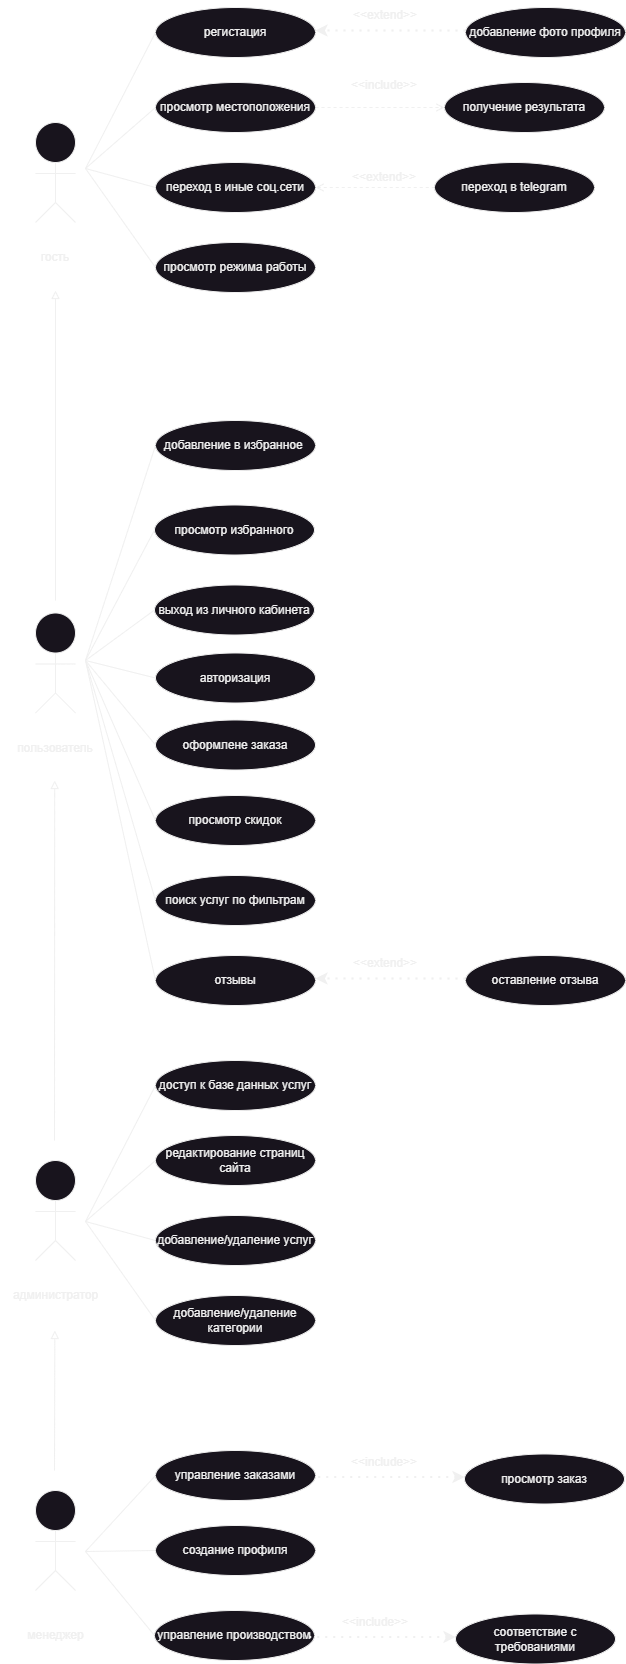 регистация
<<extend>>
добавление фото профиля
просмотр местоположения
<<include>>
получение результата
переход в иные соц.сети
<<extend>>
переход в telegram
просмотр режима работы
гость
добавление в избранное
просмотр избранного
выход из личного кабинета
авторизация
оформлене заказа
пользователь
просмотр скидок
поиск услуг по фильтрам
отзывы
<<extend>>
оставление отзыва
доступ к базе данных услуг
редактирование страниц
сайта
добавление/удаление услуг
администратор
добавление/удаление
категории
управление заказами
<<include>>
просмотр заказ
создание профиля
управление производством
<<include>>
соответствие с
требованиями
менеджер